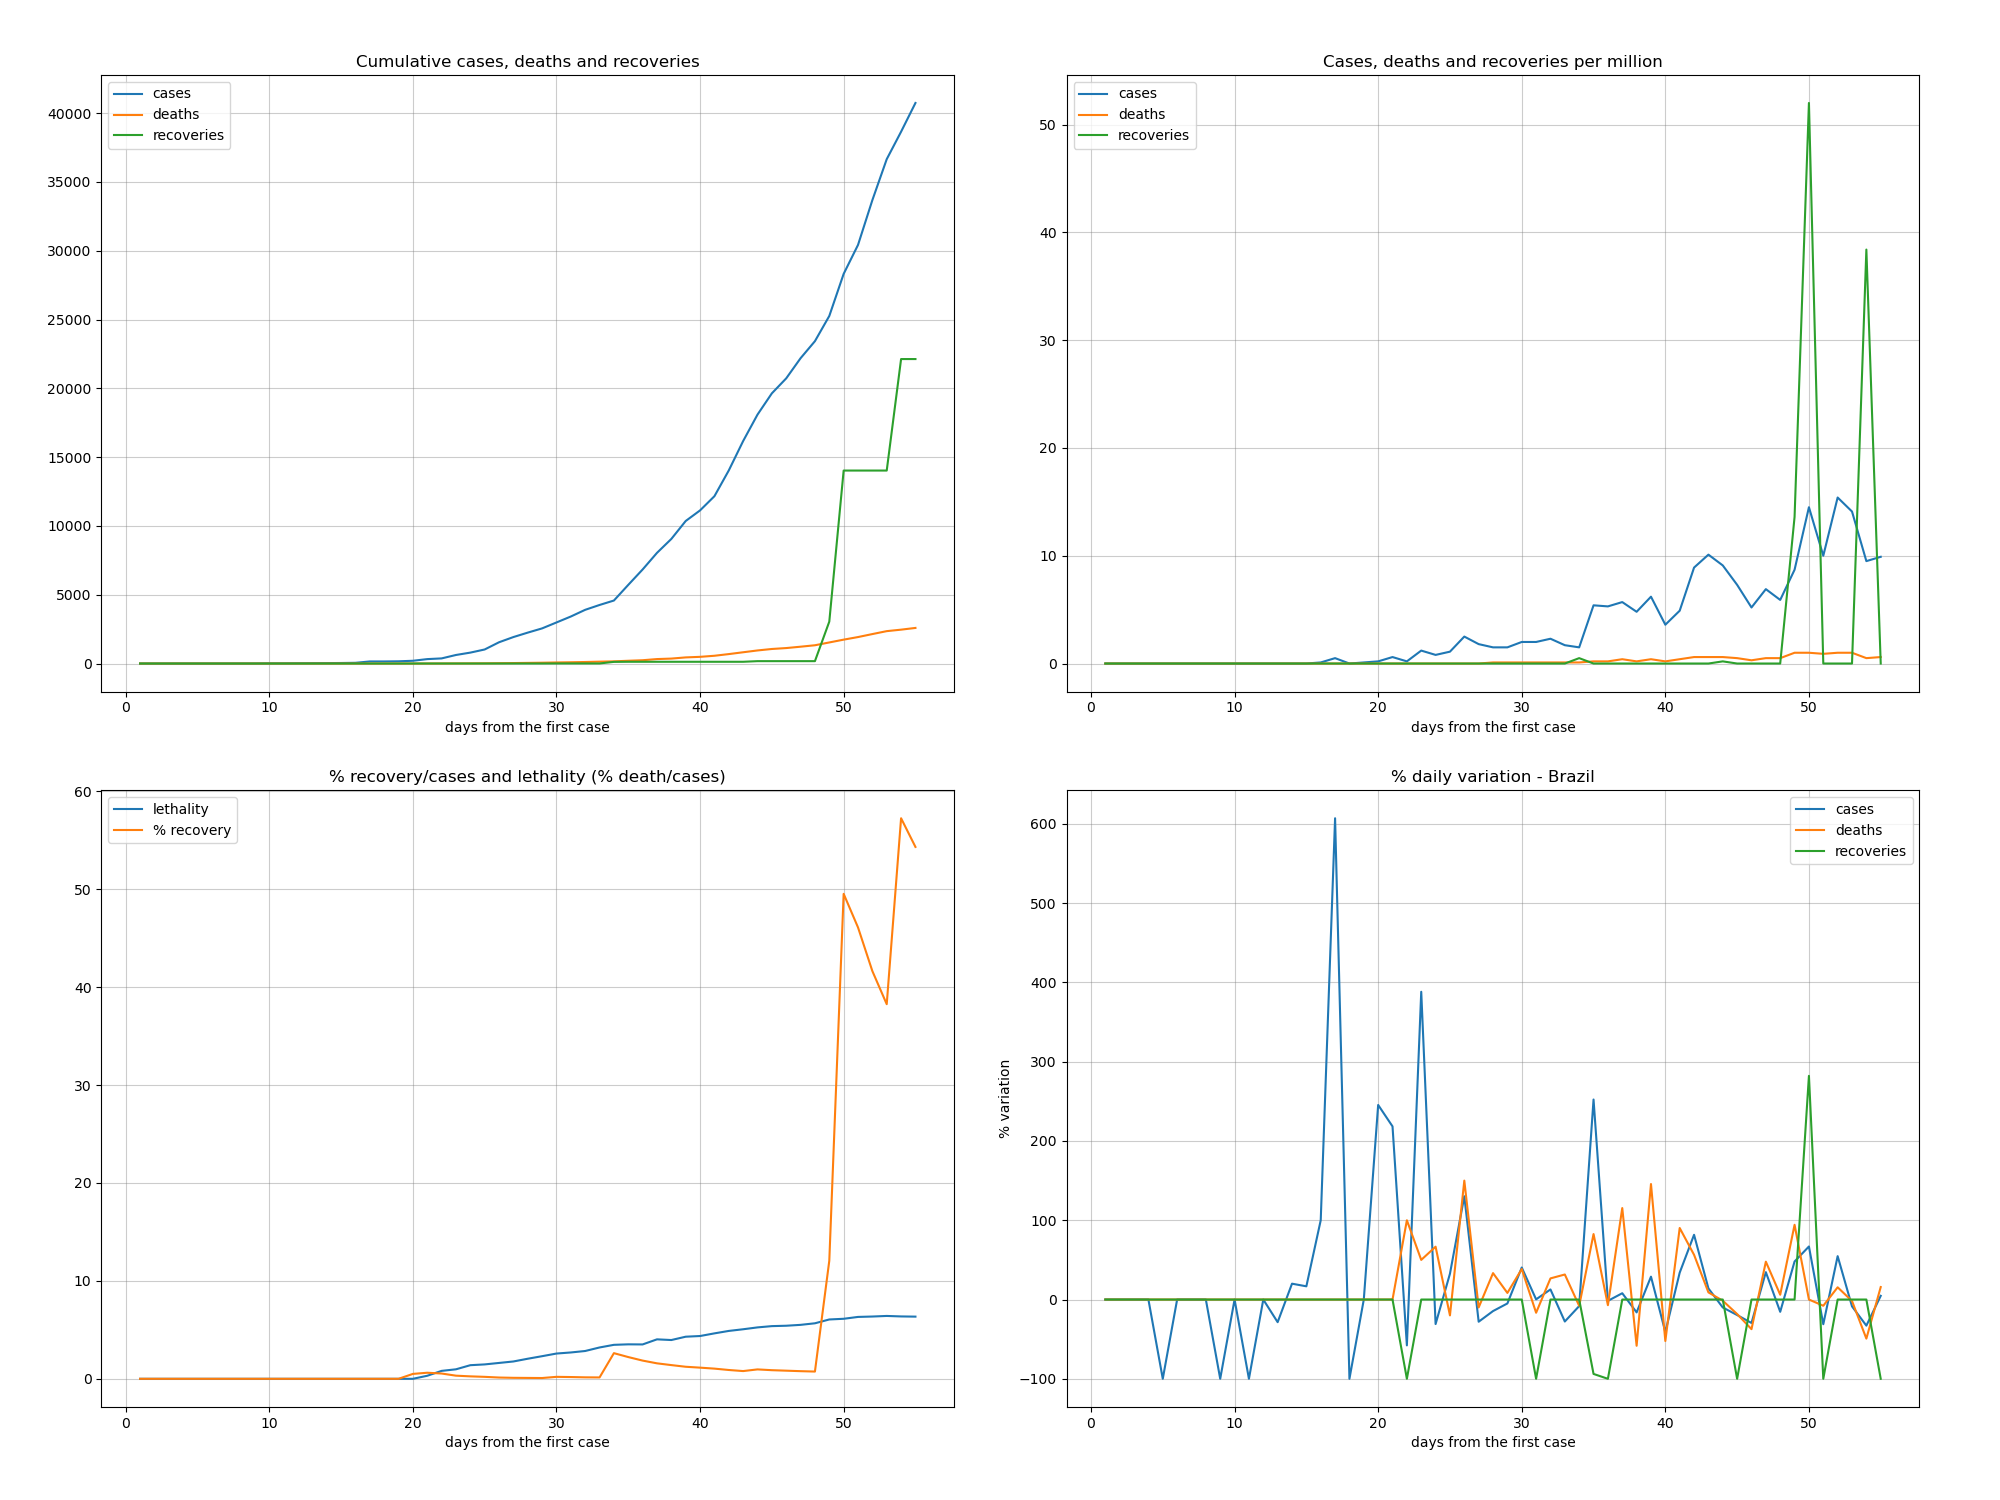 Cumulative cases, deaths and recoveries
cases
deaths
recoveries
40000
35000
30000
25000
20000
15000
10000
5000
0
0 10 20 30 40 50
days from the first case
Cases, deaths and recoveries per million
cases
deaths
recoveries
50
40
30
20
10
0
0 10 20 30 40 50
days from the first case
% recovery/cases and lethality (% death/cases)
lethality
% recovery
60
50
40
30
20
10
0
0 10 20 30 40 50
days from the first case
% daily variation - Brazil
cases
deaths
recoveries
% variation
600
500
400
300
200
100
0
−100
0 10 20 30 40 50
days from the first case